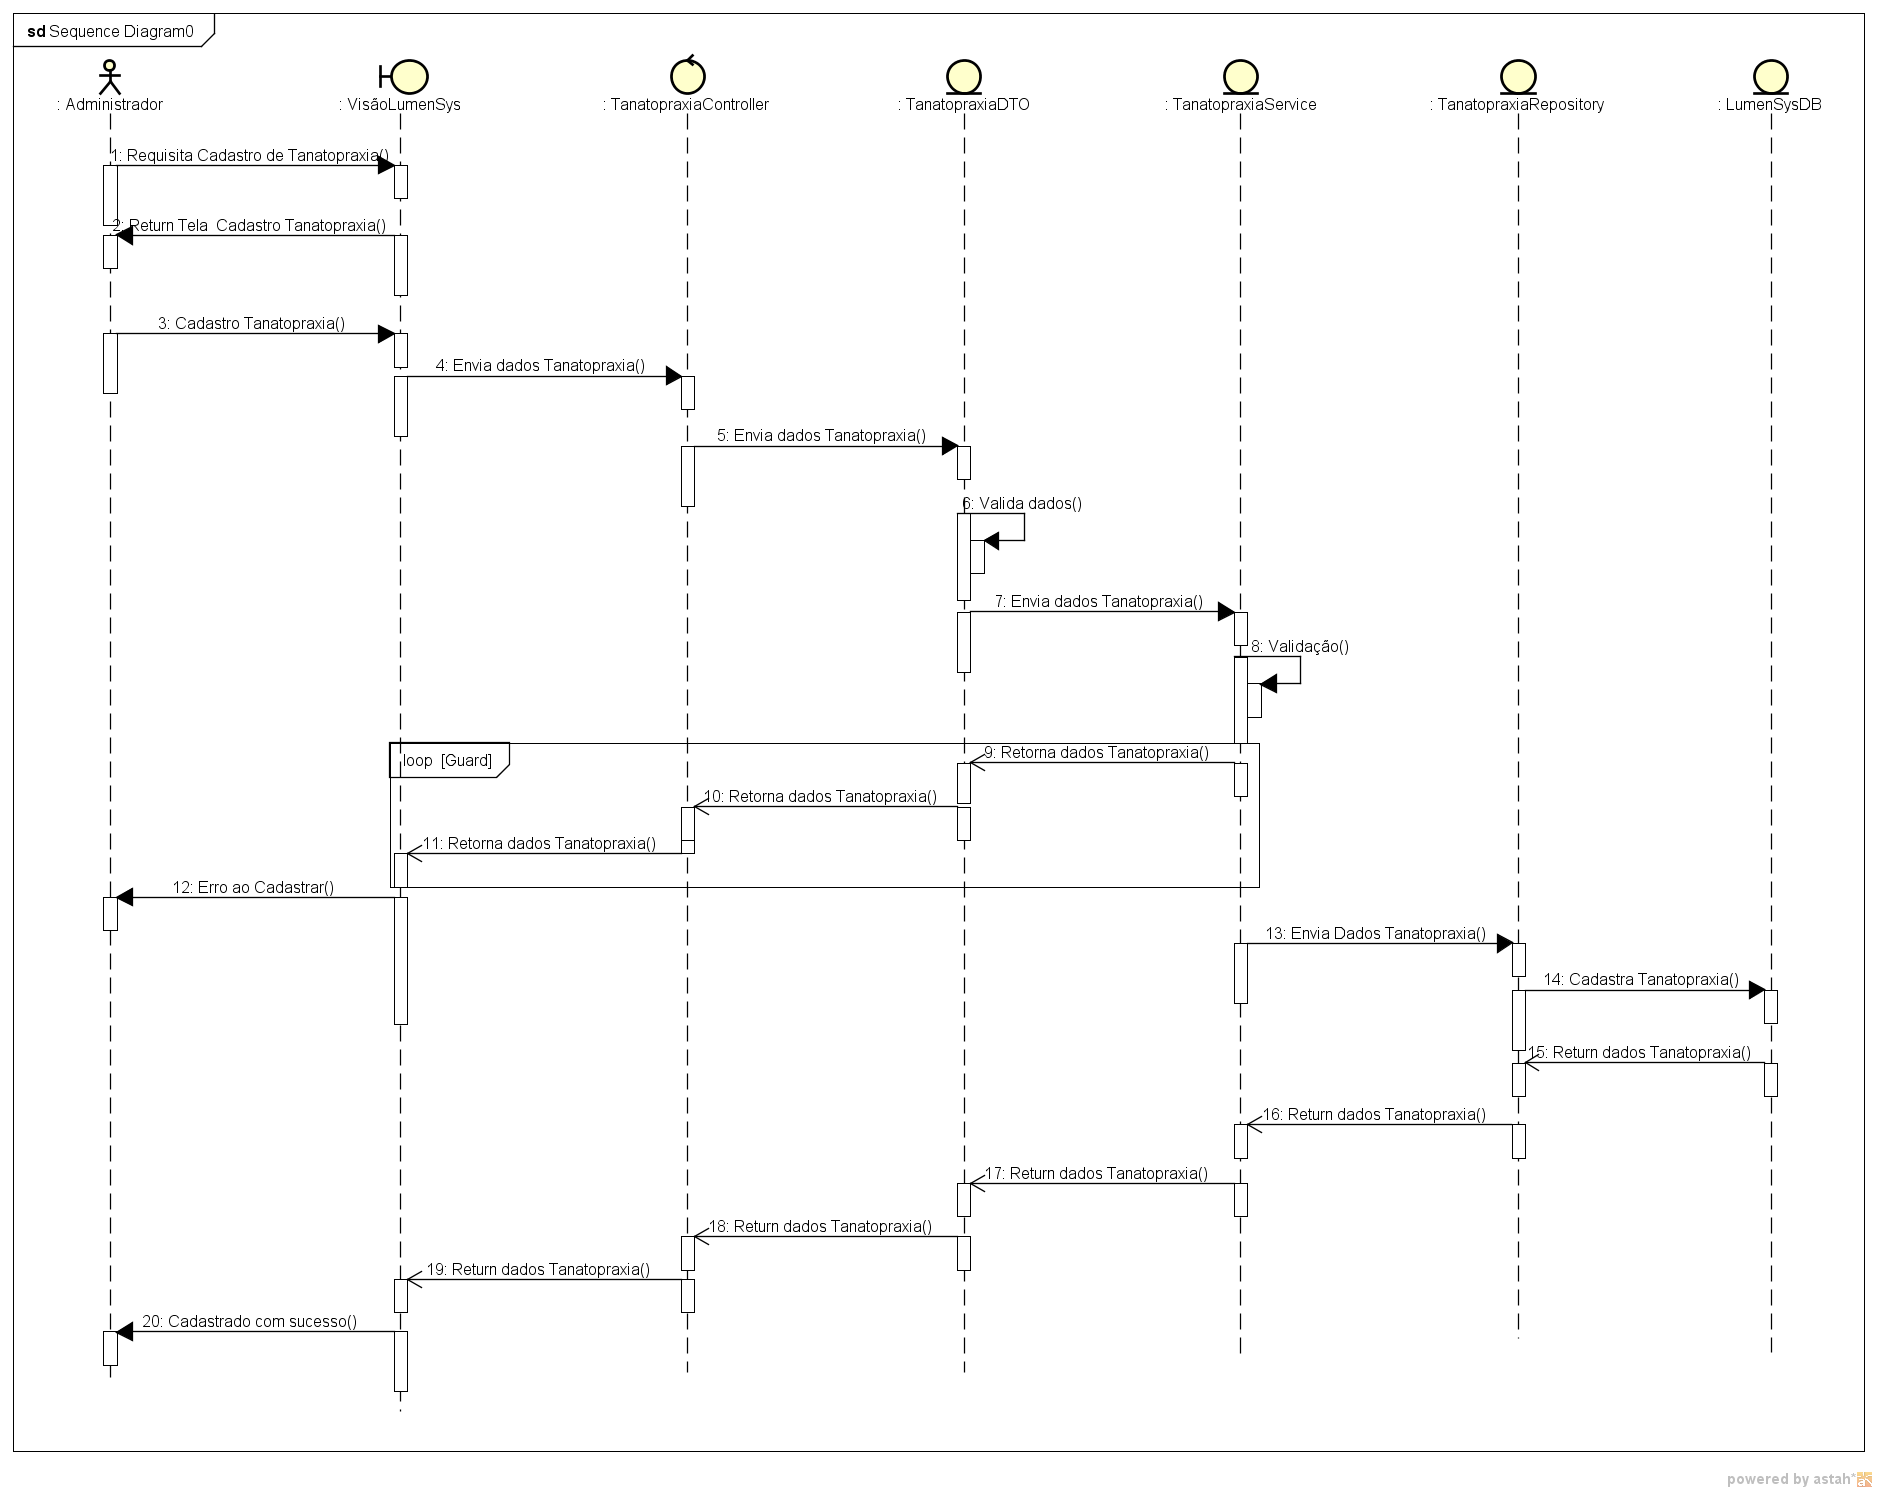 sd Sequence Diagram0
: Administrador
: VisãoLumenSys
: TanatopraxiaController
: TanatopraxiaDTO
: TanatopraxiaService
: TanatopraxiaRepository
: LumenSysDB
1: Requisita Cadastro de Tanatopraxia()
2: Return Tela  Cadastro Tanatopraxia()
3: Cadastro Tanatopraxia()
4: Envia dados Tanatopraxia()
5: Envia dados Tanatopraxia()
6: Valida dados()
7: Envia dados Tanatopraxia()
8: Validação()
loop [Guard]
9: Retorna dados Tanatopraxia()
10: Retorna dados Tanatopraxia()
11: Retorna dados Tanatopraxia()
12: Erro ao Cadastrar()
13: Envia Dados Tanatopraxia()
14: Cadastra Tanatopraxia()
15: Return dados Tanatopraxia()
16: Return dados Tanatopraxia()
17: Return dados Tanatopraxia()
18: Return dados Tanatopraxia()
19: Return dados Tanatopraxia()
20: Cadastrado com sucesso()
powered by astah*